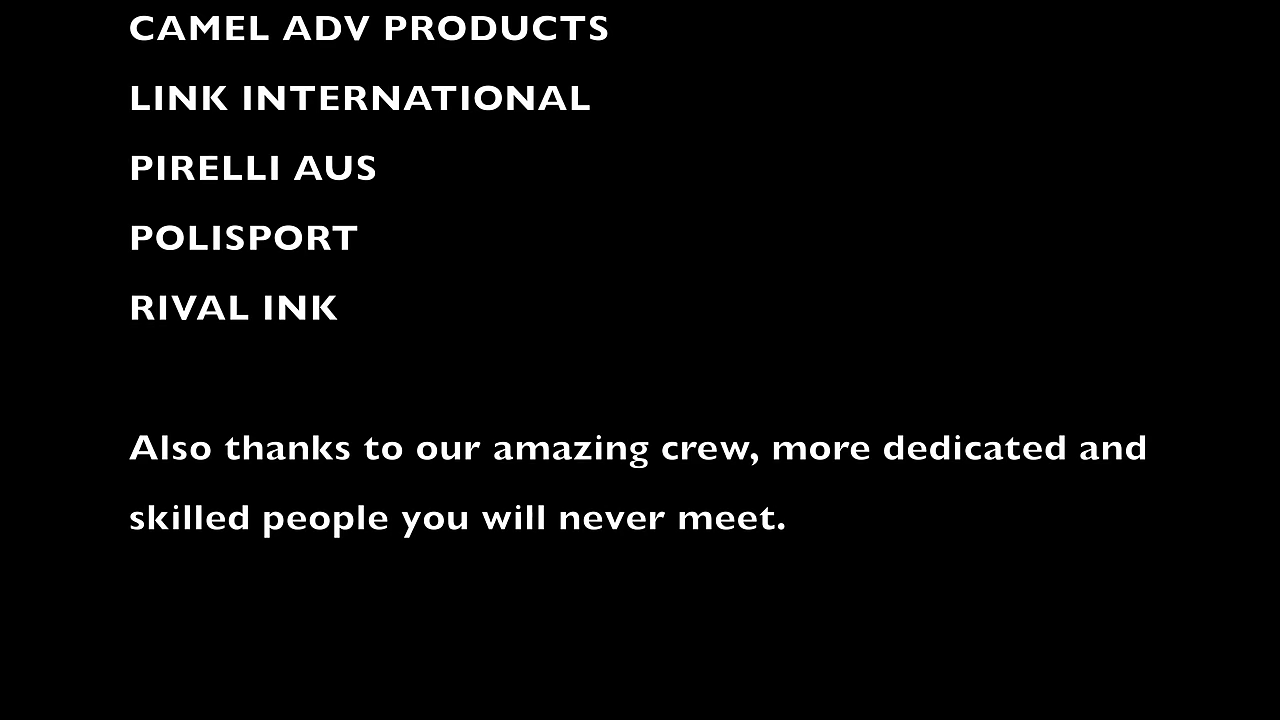 CAMEL ADV PRODUCTS
LINK INTERNATIONAL
PIRELLI AUS
POLISPORT
RIVAL INK
Also thanks to our amazing crew, more dedicated and
skilled people you will never meet.